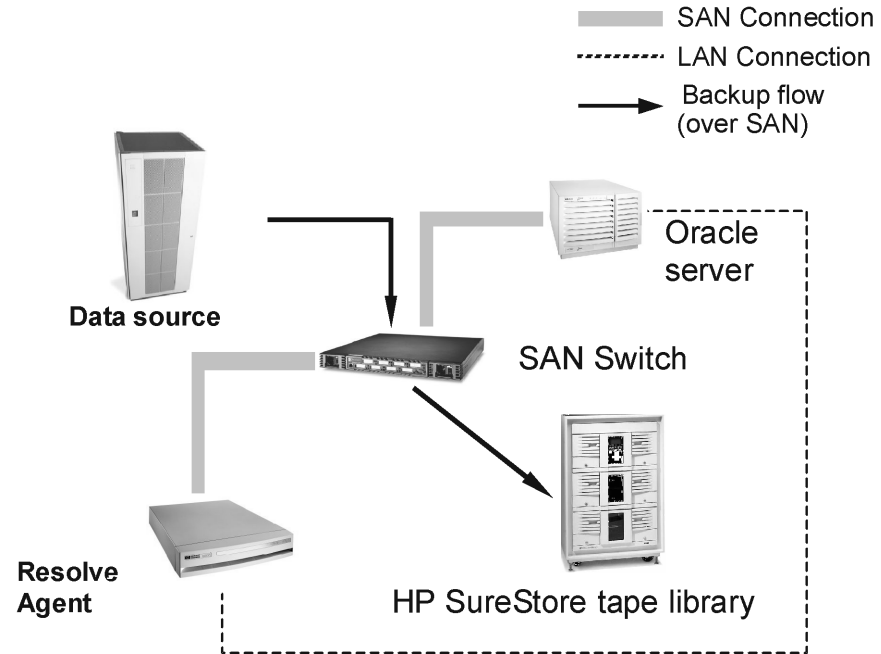 SAN Connection
LAN Connection
Backup flow
(over SAN)
Oracle
server
Data source
SAN Switch
Resolve
Agent
HP SureStore tape library